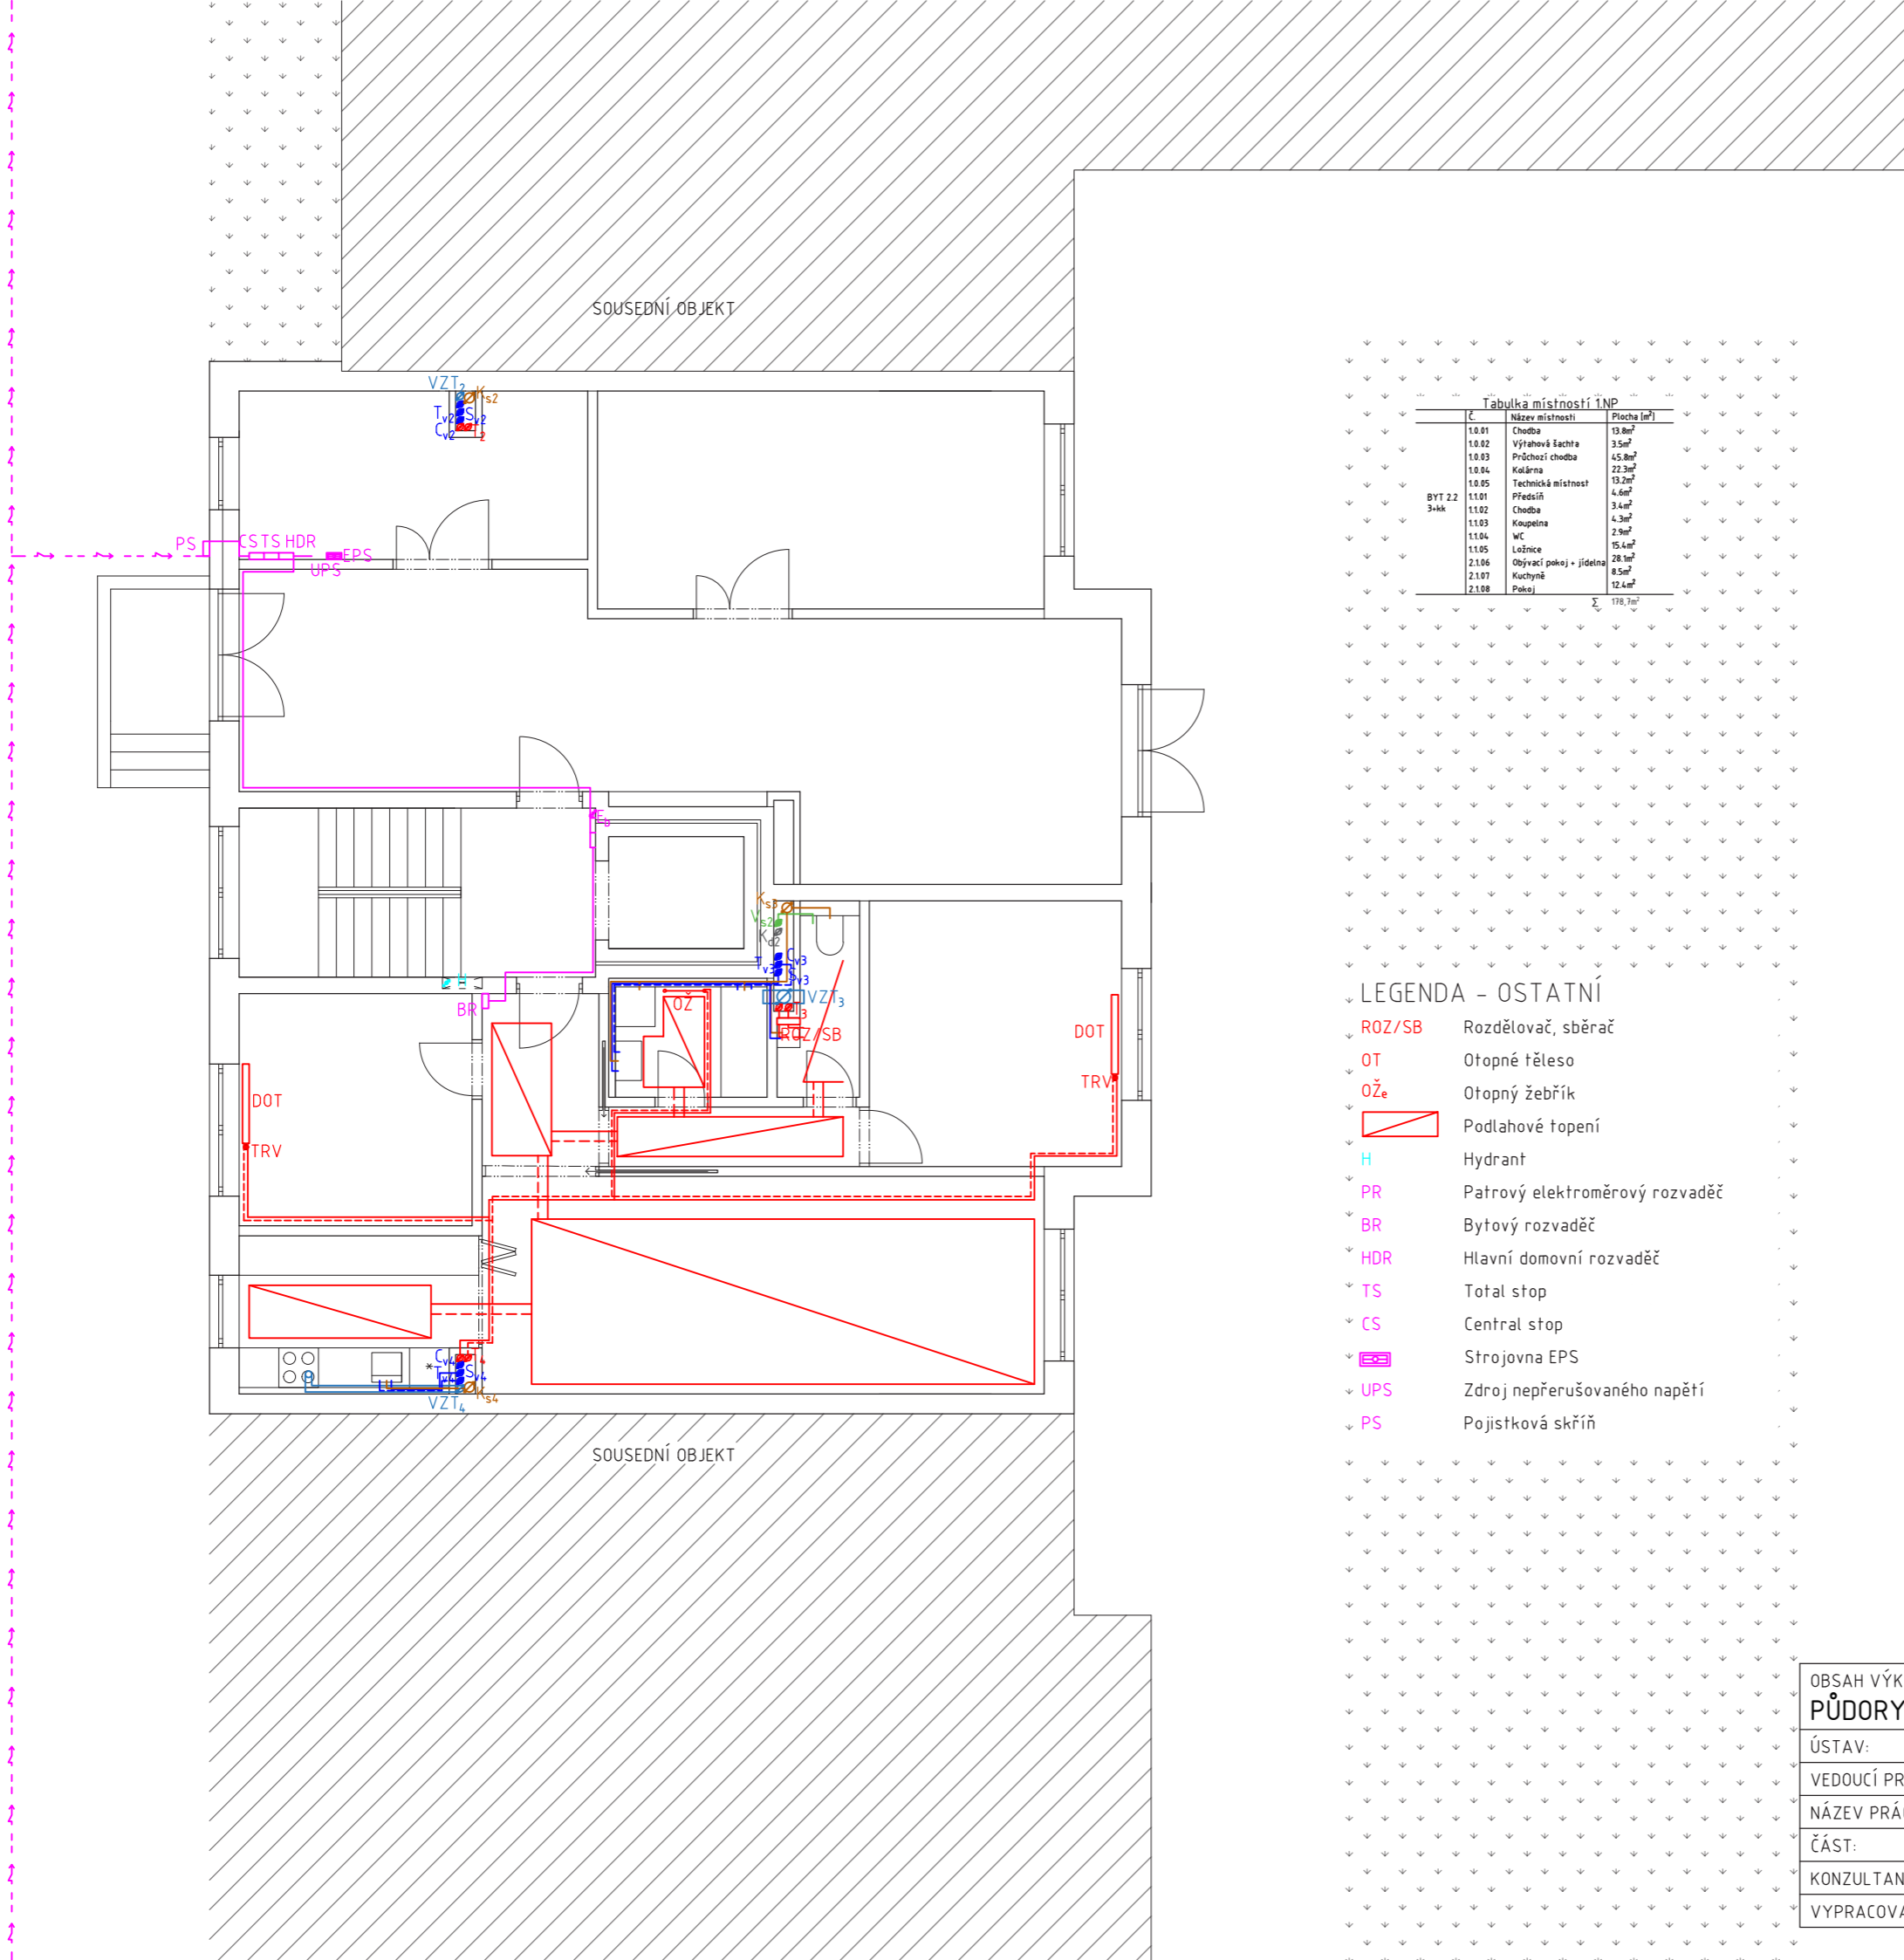 SOUSEDNÍ OBJEKT
VZT2
Ks2
Tv2
Sv2
Cv2
PS
CS TS HDR
EPS
UPS
Ks3
Vs2
Kd2
Cv3
Tv3
Sv3
H
BR
OŽ
VZT3
ROZ/SB
DOT
TRV
DOT
TRV
Cv4
Tv4
Sv4
*
VZT4
Ks4
SOUSEDNÍ OBJEKT
Tabulka místností 1.NP
Č. Název místnosti Plocha [m²]
1.0.01 Chodba 13.8m²
1.0.02 Výtahová šachta 3.5m²
1.0.03 Průchozí chodba 45.8m²
1.0.04 Kolárna 22.3m²
1.0.05 Technická místnost 13.2m²
BYT 2.2 1.1.01 Předsíň 4.6m²
3+kk 1.1.02 Chodba 3.4m²
1.1.03 Koupelna 4.3m²
1.1.04 WC 2.9m²
1.1.05 Ložnice 15.4m²
2.1.06 Obývací pokoj + jídelna 28.1m²
2.1.07 Kuchyně 8.5m²
2.1.08 Pokoj 12.4m²
Σ 178,7m²
LEGENDA - OSTATNÍ
ROZ/SB Rozdělovač, sběrač
OT Otopné těleso
OŽe Otopný žebřík
Podlahové topení
H Hydrant
PR Patrový elektroměrový rozvaděč
BR Bytový rozvaděč
HDR Hlavní domovní rozvaděč
TS Total stop
CS Central stop
Strojovna EPS
UPS Zdroj nepřerušovaného napětí
PS Pojistková skříň
OBSAH VÝK
PŮDORY
ÚSTAV:
VEDOUCÍ PR
NÁZEV PRÁ
ČÁST:
KONZULTAN
VYPRACOVA